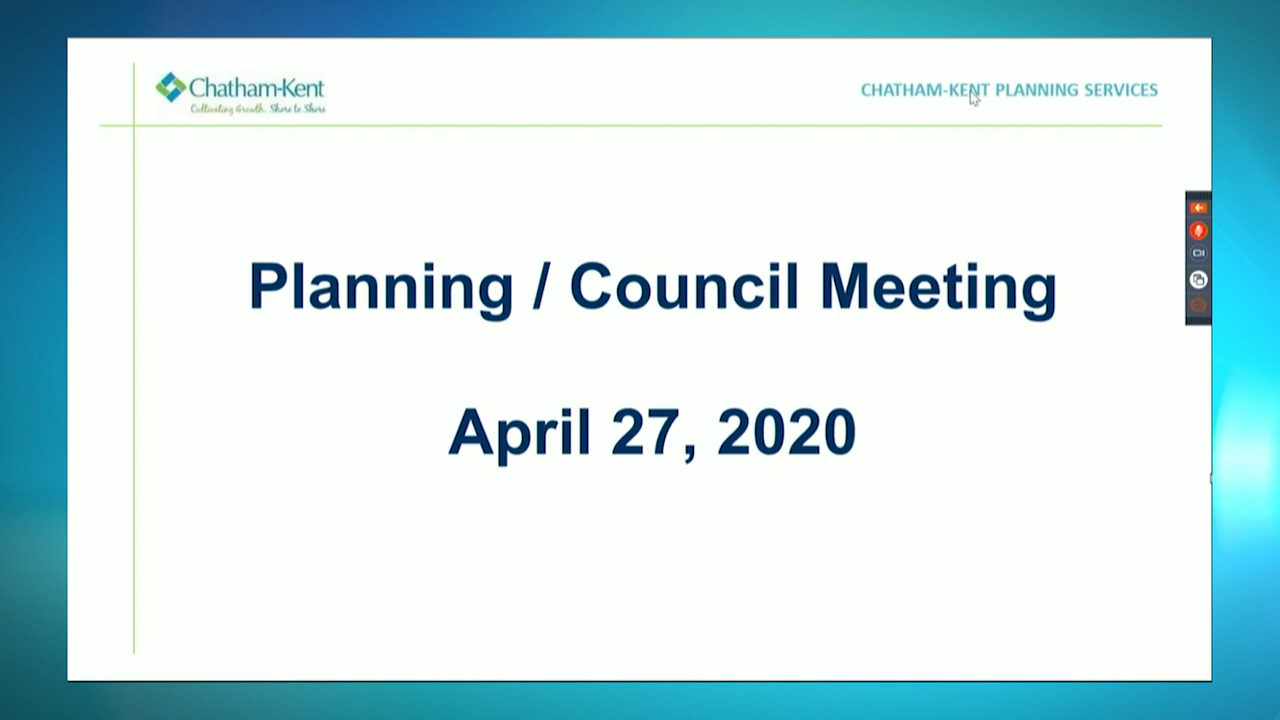 Chatham-Kent
Cultivating Growth, Shore to Shore
CHATHAM-KENT PLANNING SERVICES
Planning / Council Meeting
April 27, 2020